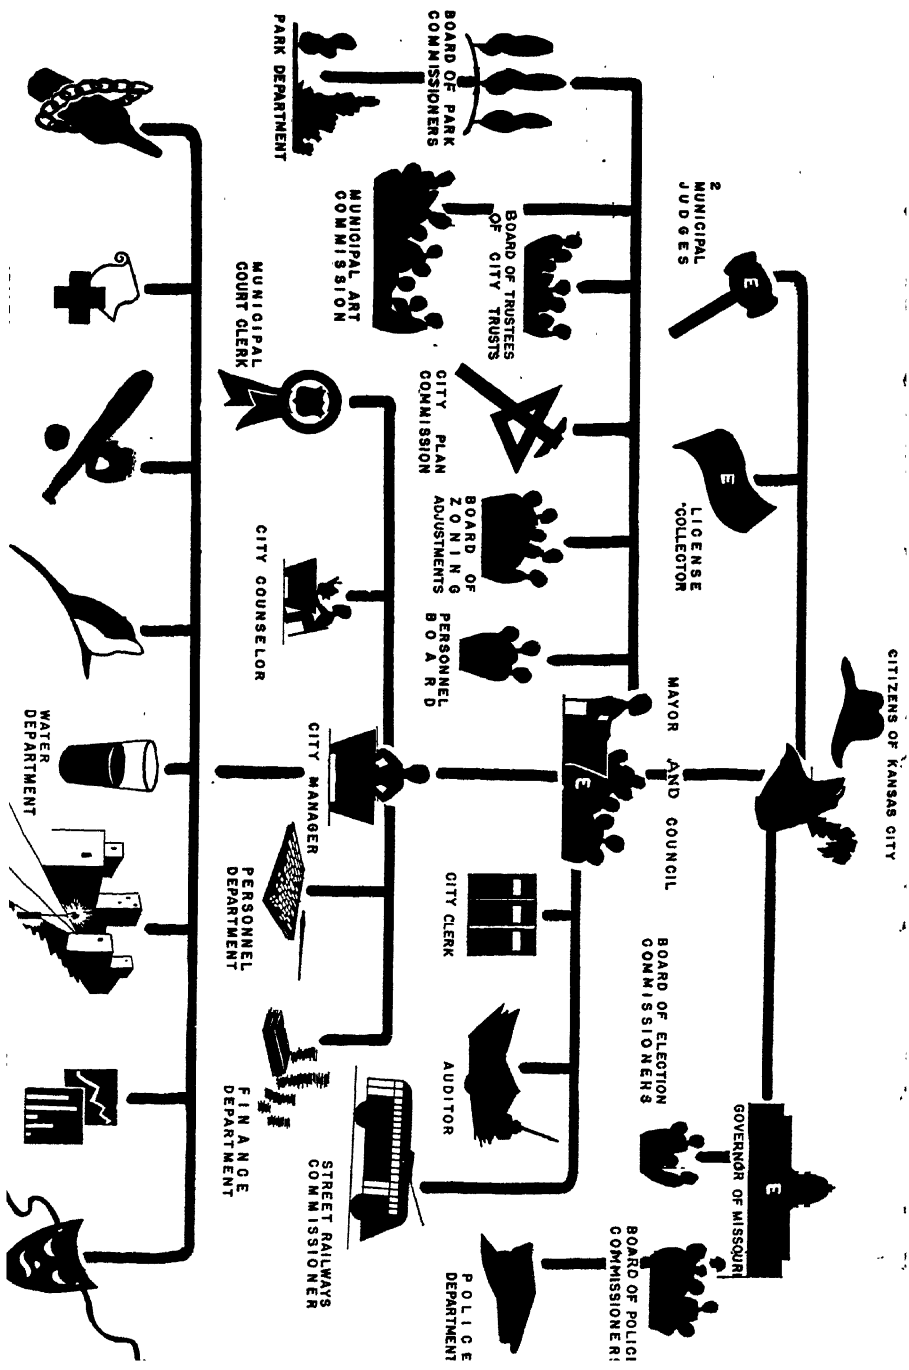 CITIZENS OF KANSAS CITY
2
MUNICIPAL
JUDGES
E
LICENSE
COLLECTOR
E
MAYOR AND COUNCIL
E
BOARD OF ELECTION
COMMISSIONERS
GOVERNOR OF MISSOURI
E
BOARD OF PARK
COMMISSIONERS
PARK DEPARTMENT
MUNICIPAL ART
COMMISSION
BOARD OF TRUSTEES
OF CITY TRUSTS
CITY PLAN
COMMISSION
BOARD OF
ZONING
ADJUSTMENTS
PERSONNEL
BOARD
CITY CLERK
AUDITOR
STREET RAILWAYS
COMMISSIONER
BOARD OF POLICI
COMMISSIONERS
POLICE
DEPARTMENT
MUNICIPAL
COURT CLERK
CITY COUNSELOR
CITY MANAGER
PERSONNEL
DEPARTMENT
FINANCE
DEPARTMENT
WATER
DEPARTMENT